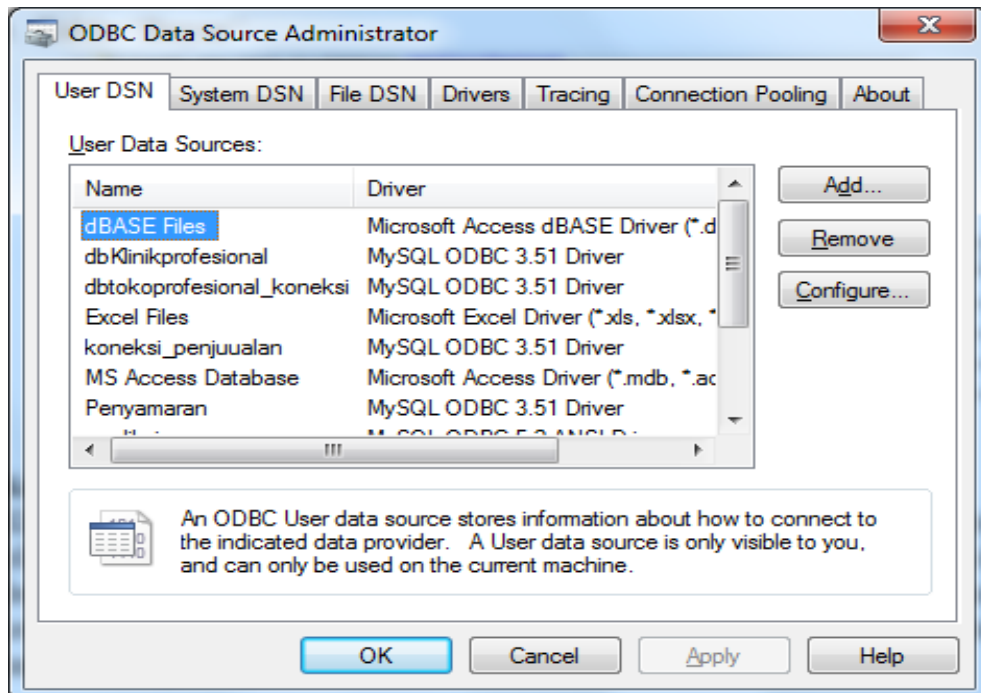 ODBC Data Source Administrator
User DSN System DSN File DSN Drivers Tracing Connection Pooling About
User Data Sources:
Name Driver
dBASE Files Microsoft Access dBASE Driver (*.d
dbKlinikprofesional MySQL ODBC 3.51 Driver
dbtokoprofesional_koneksi MySQL ODBC 3.51 Driver
Excel Files Microsoft Excel Driver (*.xls, *.xlsx, *
koneksi_penjuualan MySQL ODBC 3.51 Driver
MS Access Database Microsoft Access Driver (*.mdb, *.ac
Penyamaran MySQL ODBC 3.51 Driver
Add...
Remove
Configure...
An ODBC User data source stores information about how to connect to
the indicated data provider. A User data source is only visible to you,
and can only be used on the current machine.
OK Cancel Apply Help